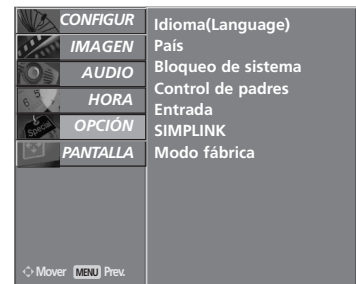 CONFIGUR
IMAGEN
AUDIO
HORA
OPCIÓN
PANTALLA
Idioma(Language)
País
Bloqueo de sistema
Control de padres
Entrada
SIMPLINK
Modo fábrica
Special
Mover MENU Prev.